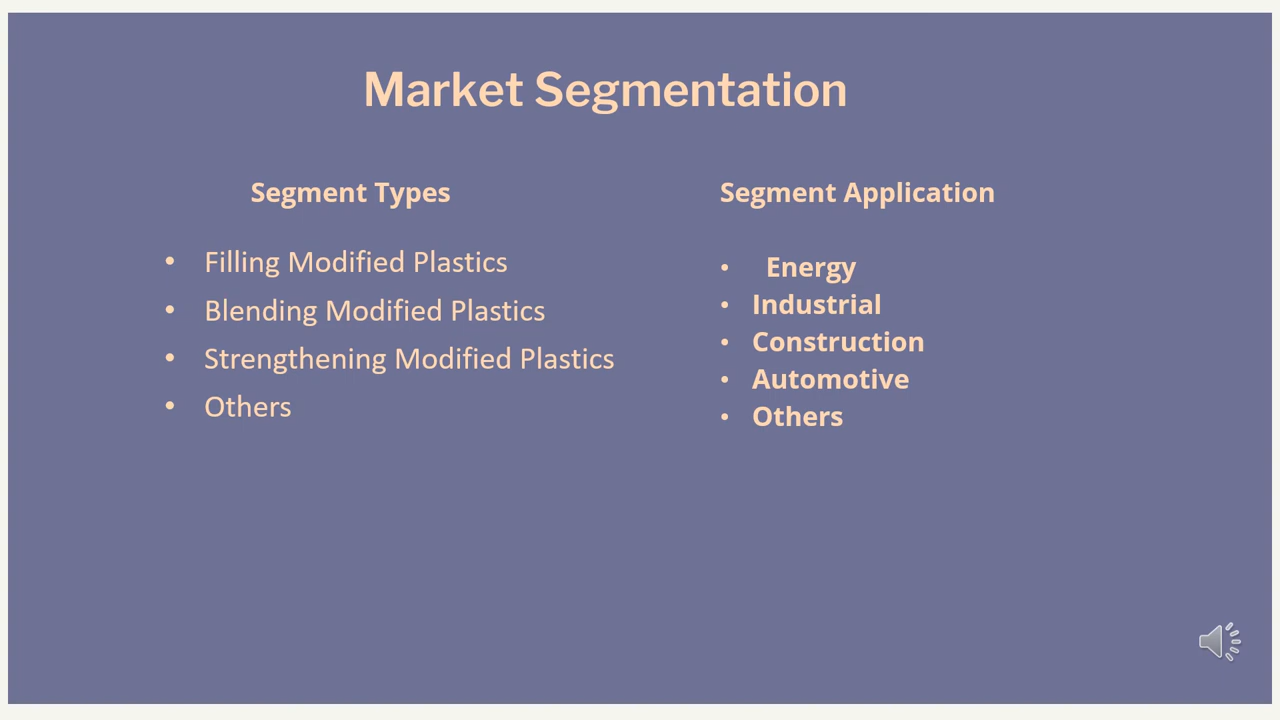 Market Segmentation
Segment Types
• Filling Modified Plastics
• Blending Modified Plastics
• Strengthening Modified Plastics
• Others
Segment Application
• Energy
• Industrial
• Construction
• Automotive
• Others